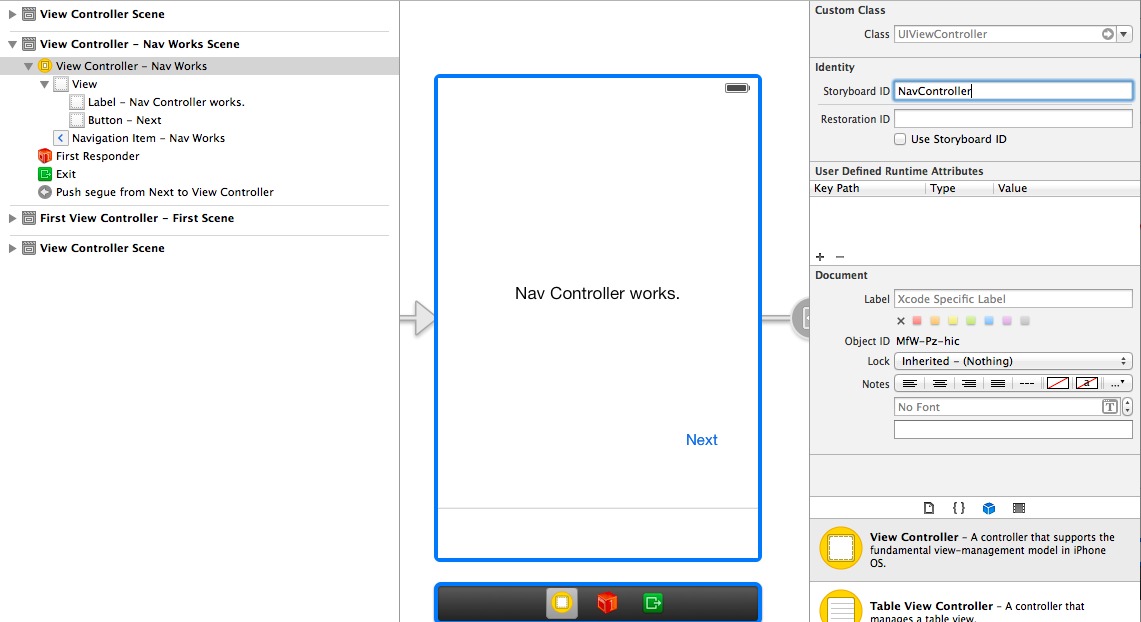 View Controller Scene
View Controller – Nav Works Scene
View Controller – Nav Works
View
Label – Nav Controller works.
Button – Next
Navigation Item – Nav Works
First Responder
Exit
Push segue from Next to View Controller
First View Controller – First Scene
View Controller Scene
Nav Controller works.
Next
Custom Class
Class UIViewController
Identity
Storyboard ID NavController
Restoration ID
Use Storyboard ID
User Defined Runtime Attributes
Key Path Type Value
Document
Label Xcode Specific Label
Object ID MfW-Pz-hic
Lock Inherited – (Nothing)
Notes
No Font
View Controller – A controller that supports the
fundamental view-management model in iPhone
OS.
Table View Controller – A controller that
manages a table view.